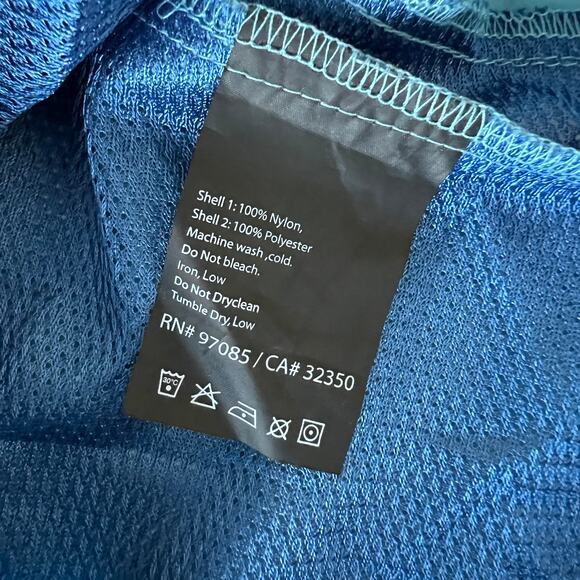 Shell 1: 100% Nylon,
Shell 2: 100% Polyester
Machine wash ,cold.
Do Not bleach.
Iron, Low
Do Not Dryclean
Tumble Dry, Low
RN# 97085 / CA# 32350
30°C